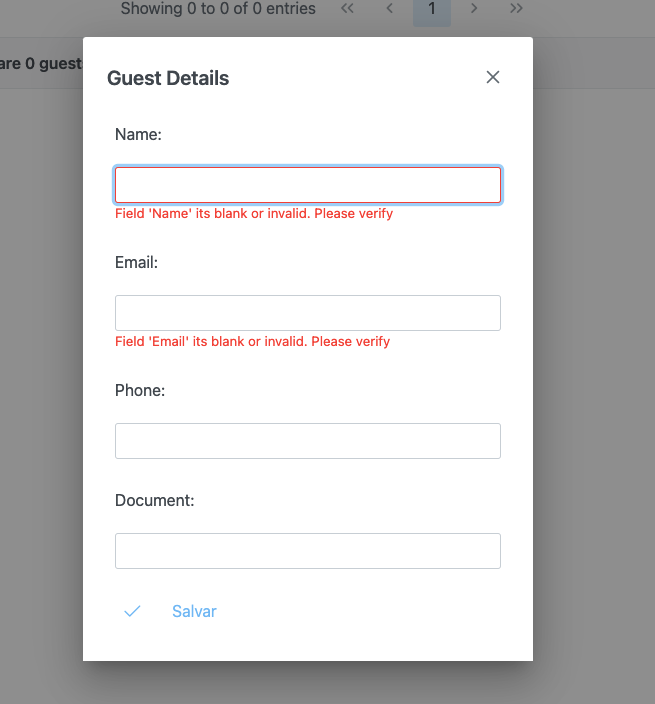 Showing 0 to 0 of 0 entries « ‹ 1 › »
are 0 guest
Guest Details
Name:
Field 'Name' its blank or invalid. Please verify
Email:
Field 'Email' its blank or invalid. Please verify
Phone:
Document:
Salvar